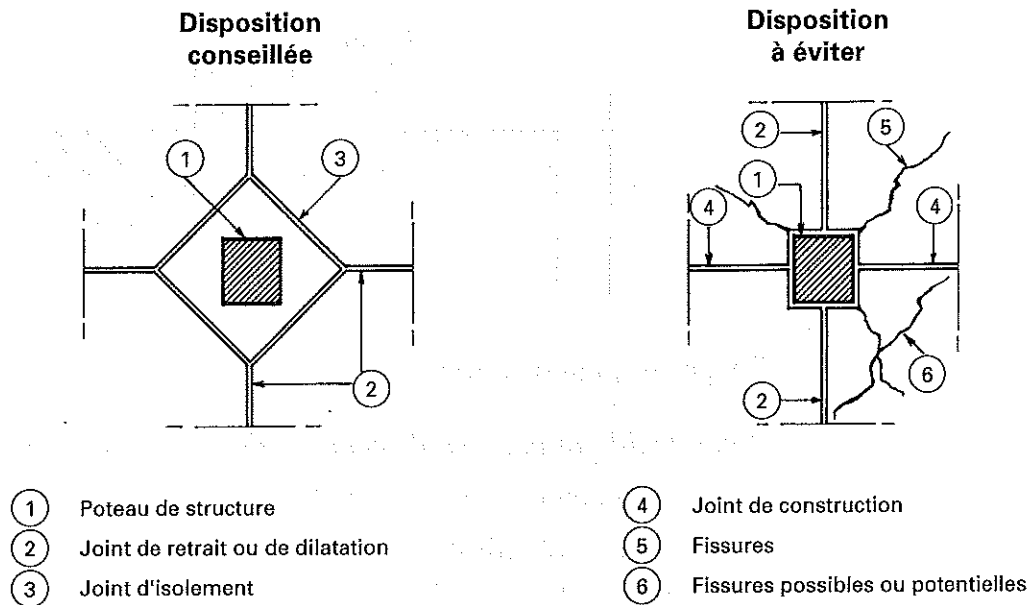 Disposition
conseillée
1
3
2
Disposition
à éviter
2
5
1
4
4
6
2
1 Poteau de structure
2 Joint de retrait ou de dilatation
3 Joint d'isolement
4 Joint de construction
5 Fissures
6 Fissures possibles ou potentielles